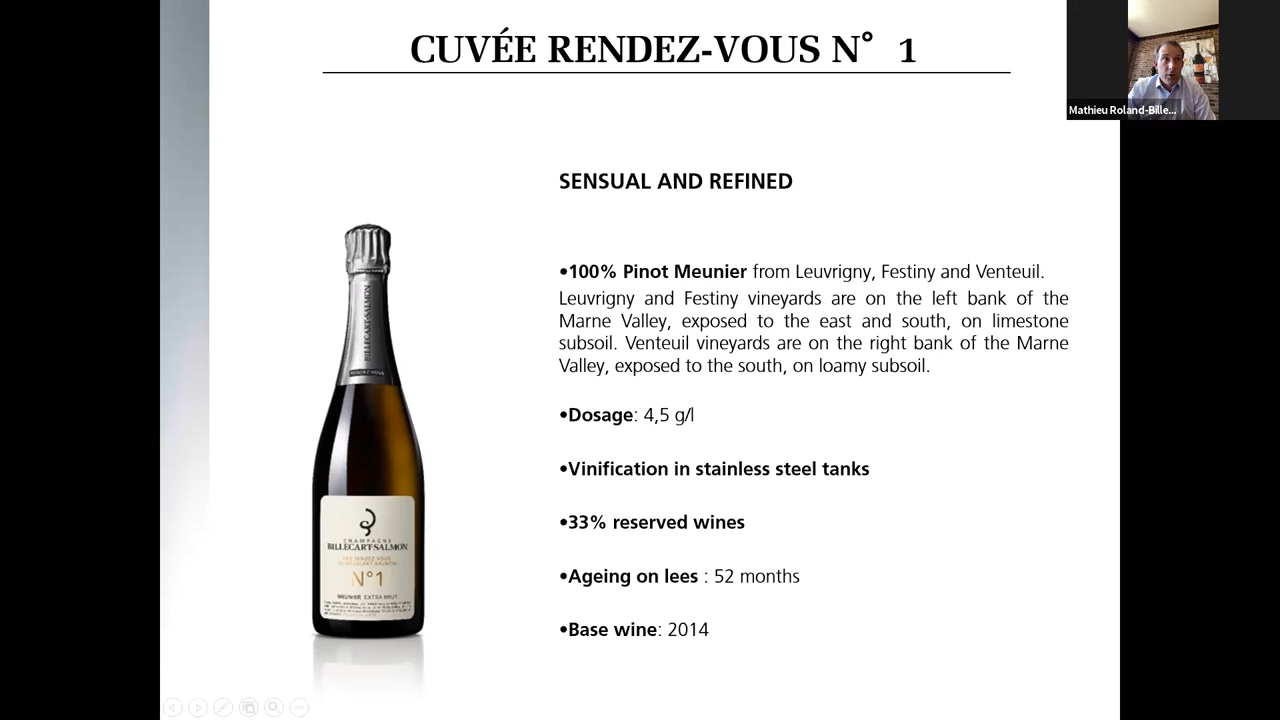 CUVÉE RENDEZ-VOUS N° 1
Mathieu Roland-Bille...
SENSUAL AND REFINED
•100% Pinot Meunier from Leuvrigny, Festiny and Venteuil.
Leuvrigny and Festiny vineyards are on the left bank of the
Marne Valley, exposed to the east and south, on limestone
subsoil. Venteuil vineyards are on the right bank of the Marne
Valley, exposed to the south, on loamy subsoil.
•Dosage: 4,5 g/l
•Vinification in stainless steel tanks
•33% reserved wines
•Ageing on lees : 52 months
•Base wine: 2014
BILLECART-SALMON
RENDEZ-VOUS
CHAMPAGNE
BILLECART-SALMON
N°1
MEUNIER EXTRA BRUT